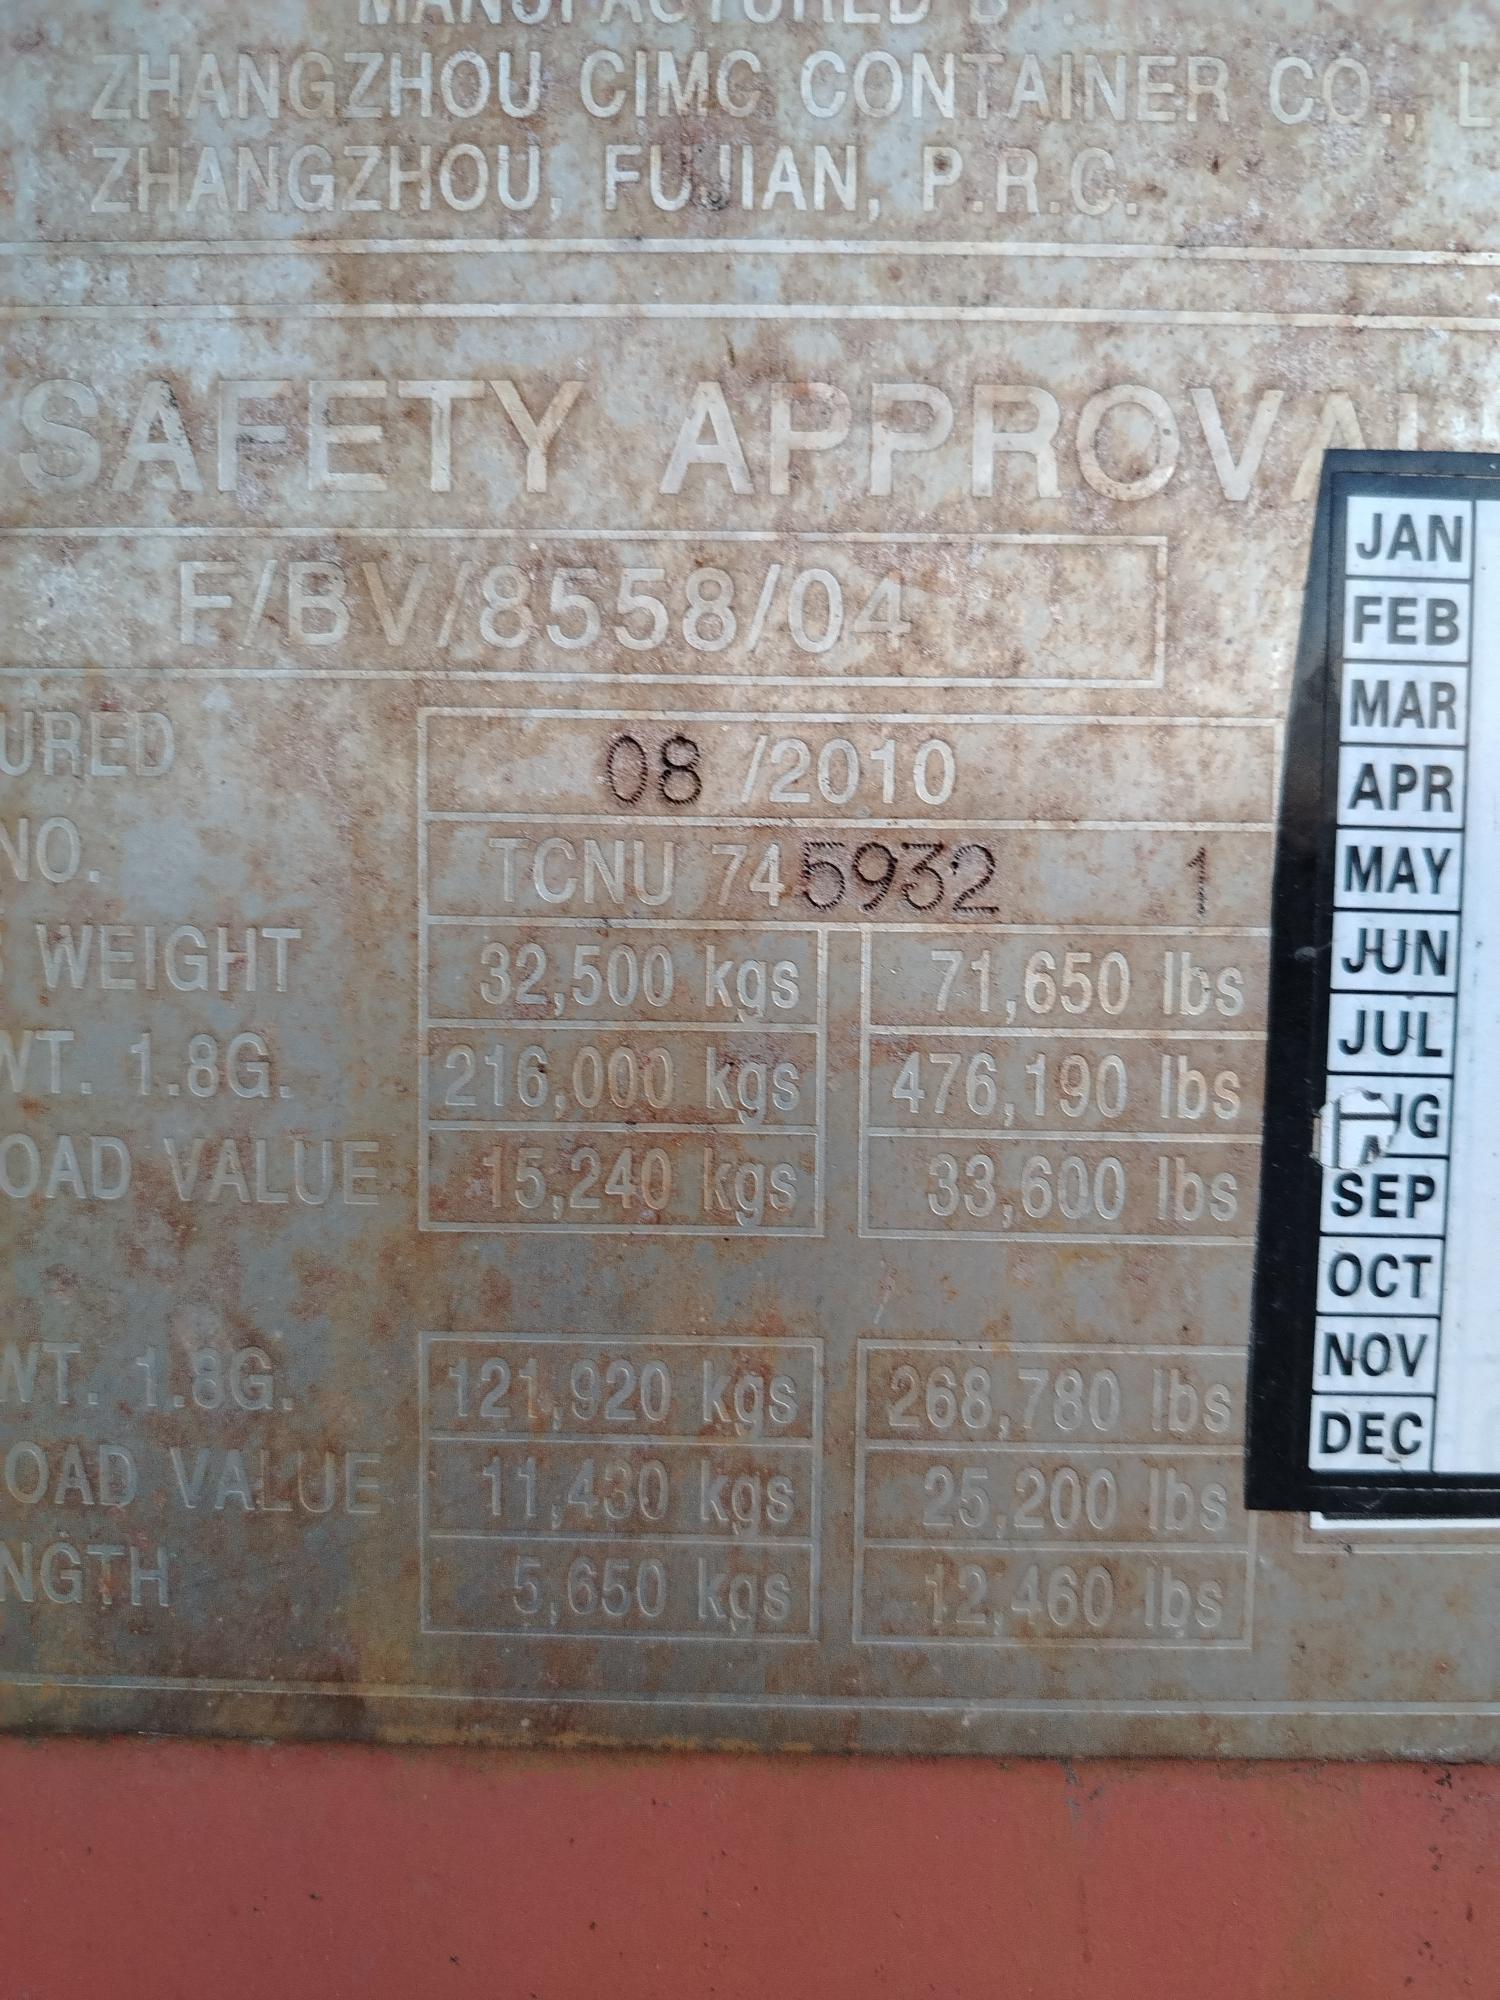 MANUFACTURED BY:
ZHANGZHOU CIMC CONTAINER CO., L
ZHANGZHOU, FUJIAN, P.R.C.
SAFETY APPROVAL
F/BV/8558/04
URED 08 /2010
NO. TCNU 745932 1
WEIGHT 32,500 kgs 71,650 lbs
WT. 1.8G. 216,000 kgs 476,190 lbs
OAD VALUE 15,240 kgs 33,600 lbs
WT. 1.8G. 121,920 kgs 268,780 lbs
OAD VALUE 11,430 kgs 25,200 lbs
NGTH 5,650 kgs 12,460 lbs
JAN
FEB
MAR
APR
MAY
JUN
JUL
UG
SEP
OCT
NOV
DEC